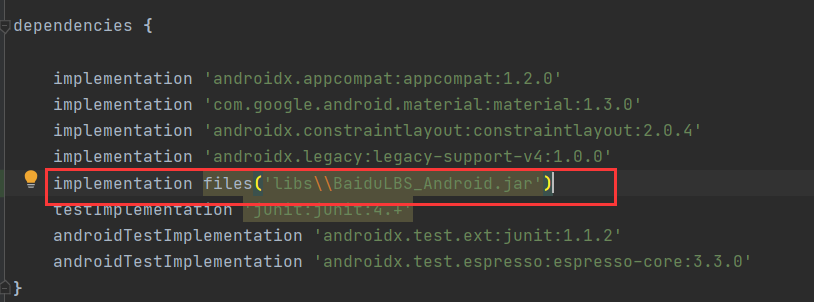 dependencies {
implementation 'androidx.appcompat:appcompat:1.2.0'
implementation 'com.google.android.material:material:1.3.0'
implementation 'androidx.constraintlayout:constraintlayout:2.0.4'
implementation 'androidx.legacy:legacy-support-v4:1.0.0'
implementation files('libs\\BaiduLBS_Android.jar')
testImplementation 'junit:junit:4.+'
androidTestImplementation 'androidx.test.ext:junit:1.1.2'
androidTestImplementation 'androidx.test.espresso:espresso-core:3.3.0'
}